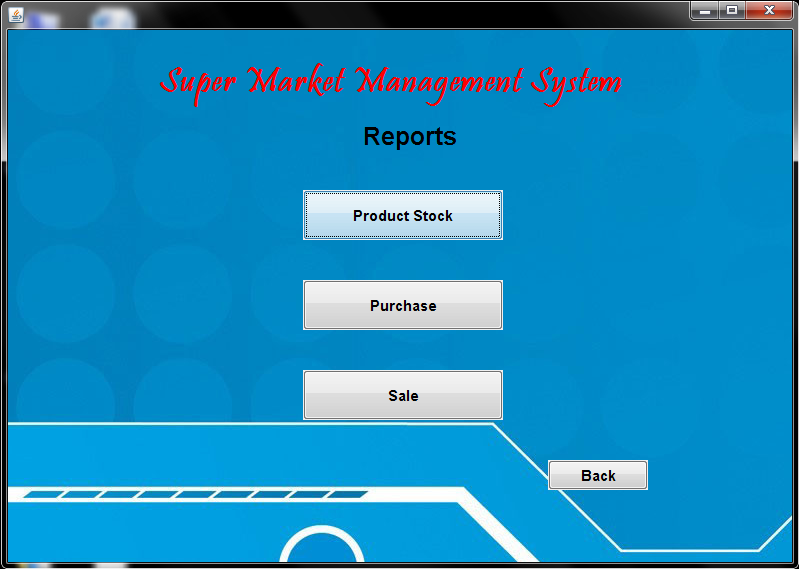 Super Market Management System
Reports
Product Stock
Purchase
Sale
Back